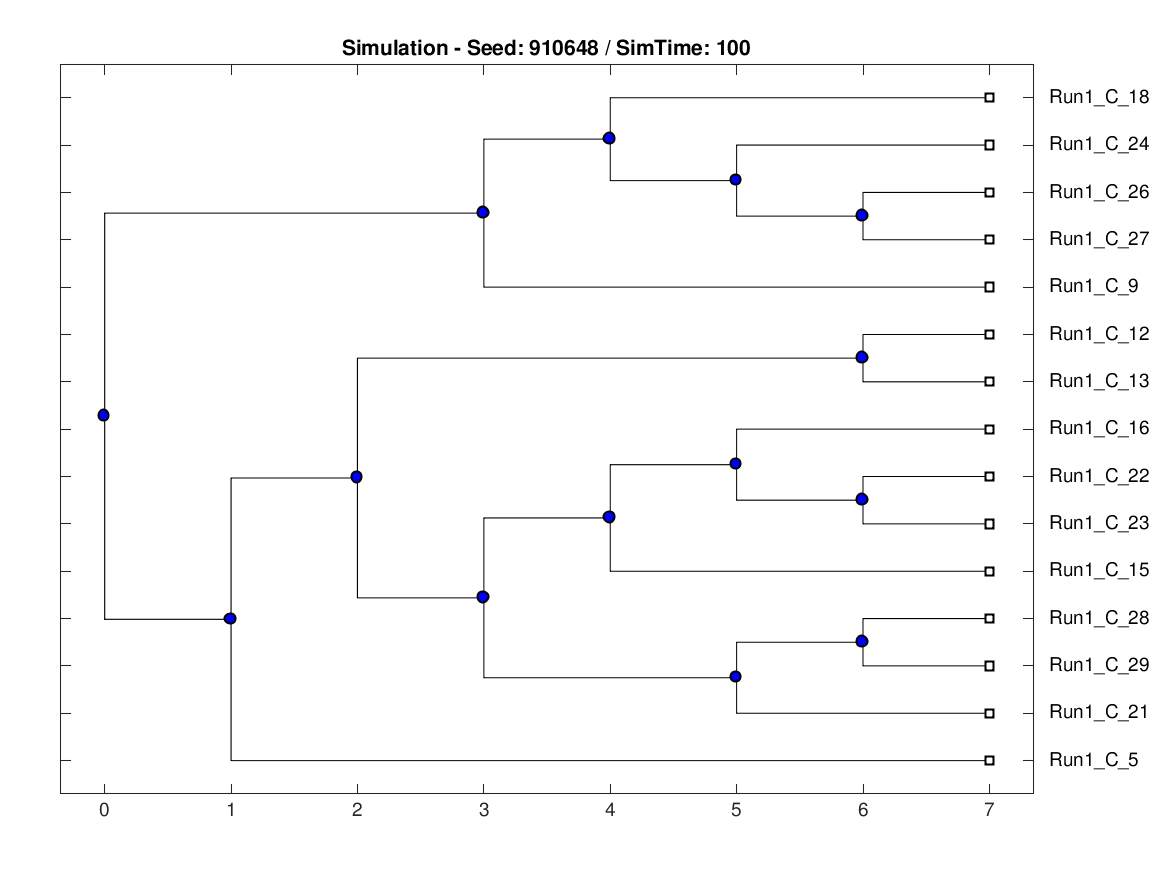 Simulation - Seed: 910648 / SimTime: 100
Run1_C_18
Run1_C_24
Run1_C_26
Run1_C_27
Run1_C_9
Run1_C_12
Run1_C_13
Run1_C_16
Run1_C_22
Run1_C_23
Run1_C_15
Run1_C_28
Run1_C_29
Run1_C_21
Run1_C_5
0 1 2 3 4 5 6 7